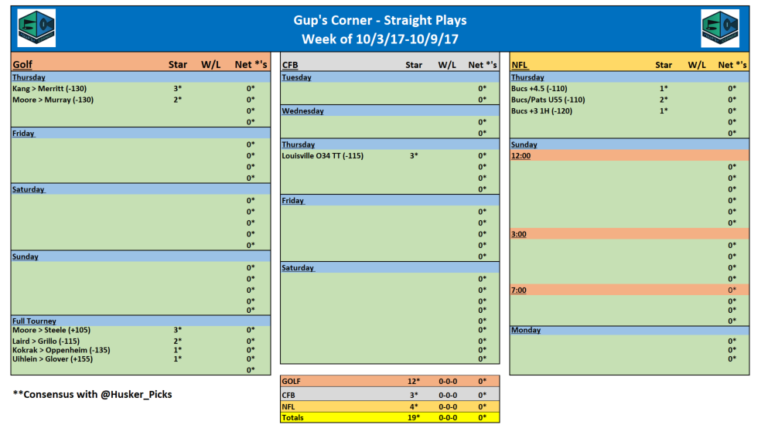 Gup's Corner - Straight Plays
Week of 10/3/17-10/9/17
Golf Star W/L Net *'s
Thursday
Kang > Merritt (-130) 3* 0*
Moore > Murray (-130) 2* 0*
0*
0*
Friday
0*
0*
0*
0*
Saturday
0*
0*
0*
0*
0*
Sunday
0*
0*
0*
0*
0*
Full Tourney
Moore > Steele (+105) 3* 0*
Laird > Grillo (-115) 2* 0*
Kokrak > Oppenheim (-135) 1* 0*
Uihlein > Glover (+155) 1* 0*
0*
**Consensus with @Husker_Picks
CFB Star W/L Net *'s
Tuesday
0*
0*
Wednesday
0*
0*
Thursday
Louisville O34 TT (-115) 3* 0*
0*
0*
0*
Friday
0*
0*
0*
0*
0*
Saturday
0*
0*
0*
0*
0*
0*
0*
0*
GOLF 12* 0-0-0 0*
CFB 3* 0-0-0 0*
NFL 4* 0-0-0 0*
Totals 19* 0-0-0 0*
NFL Star W/L Net *'s
Thursday
Bucs +4.5 (-110) 1* 0*
Bucs/Pats U55 (-110) 2* 0*
Bucs +3 1H (-120) 1* 0*
0*
0*
Sunday
12:00
0*
0*
0*
0*
0*
0*
3:00
0*
0*
0*
0*
7:00 0*
0*
0*
0*
Monday
0*
0*
0*